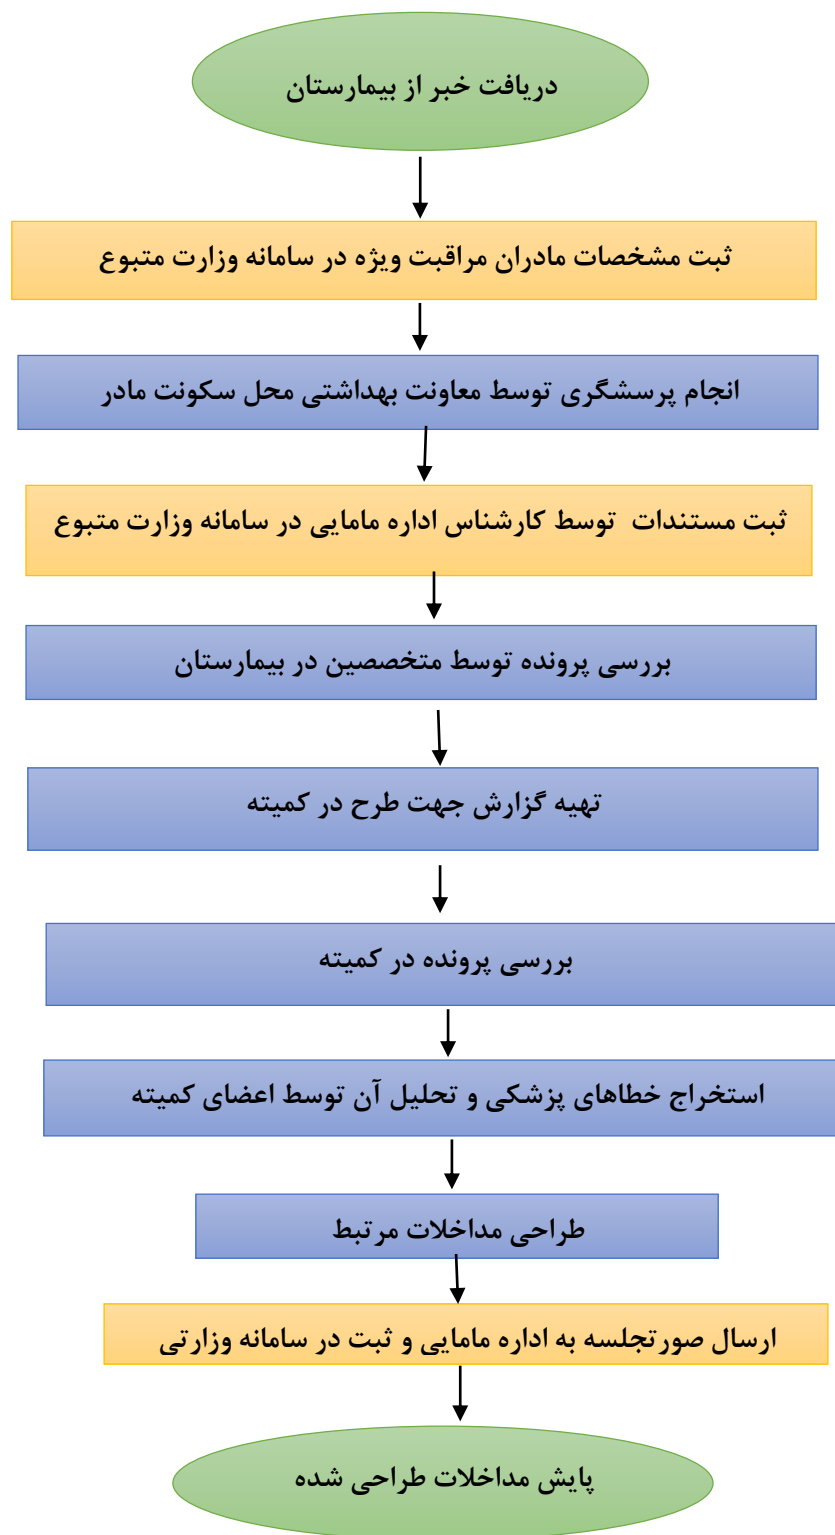 دریافت خبر از بیمارستان
ثبت مشخصات مادران مراقبت ویژه در سامانه وزارت متبوع
انجام پرسشگری توسط معاونت بهداشتی محل سکونت مادر
ثبت مستندات توسط کارشناس اداره مامایی در سامانه وزارت متبوع
بررسی پرونده توسط متخصصین در بیمارستان
تهیه گزارش جهت طرح در کمیته
بررسی پرونده در کمیته
استخراج خطاهای پزشکی و تحلیل آن توسط اعضای کمیته
طراحی مداخلات مرتبط
ارسال صورتجلسه به اداره مامایی و ثبت در سامانه وزارتی
پایش مداخلات طراحی شده